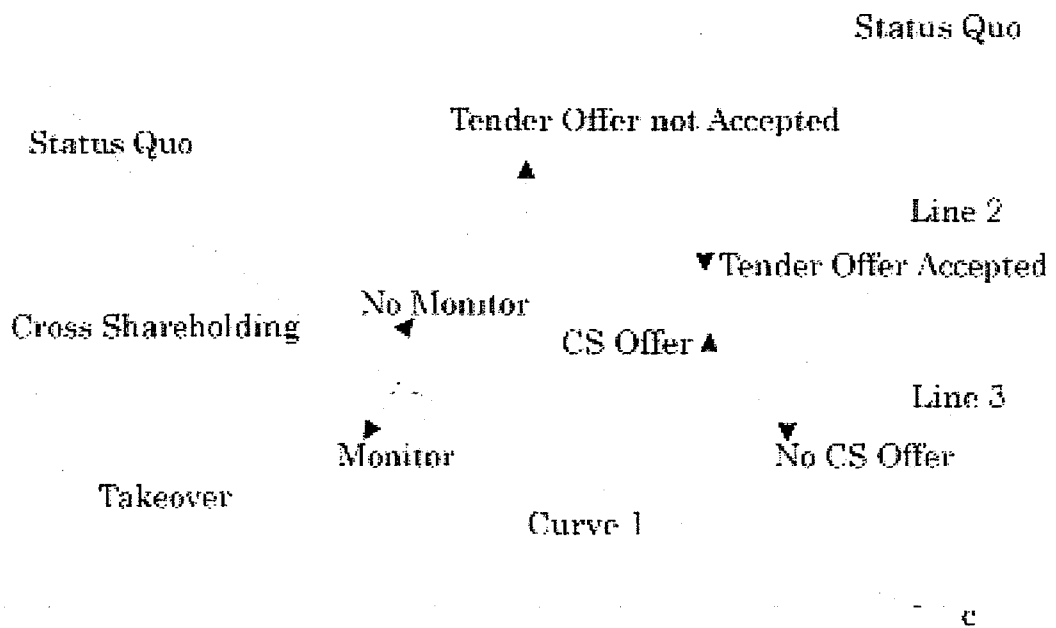 Status Quo
Tender Offer not Accepted
Status Quo
Line 2
Tender Offer Accepted
No Monitor
Cross Shareholding
CS Offer
Line 3
Monitor
No CS Offer
Takeover
Curve 1
c